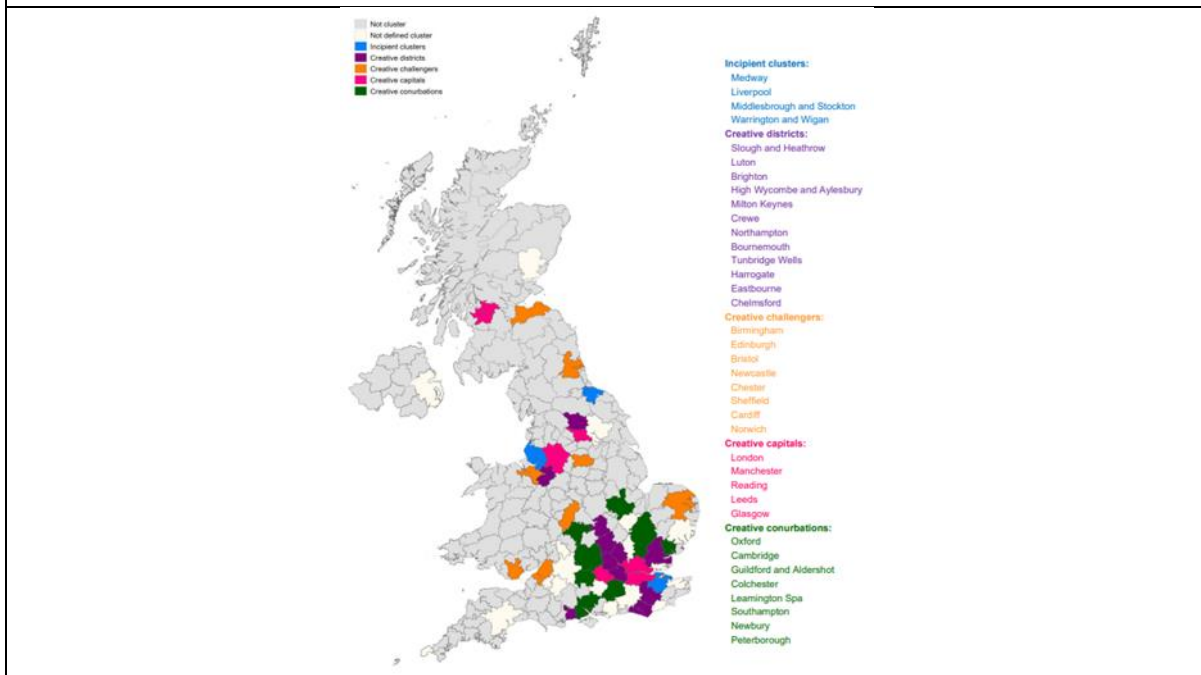 Not cluster
Not defined cluster
Incipient clusters
Creative districts
Creative challengers
Creative capitals
Creative conurbations
Incipient clusters:
Medway
Liverpool
Middlesbrough and Stockton
Warrington and Wigan
Creative districts:
Slough and Heathrow
Luton
Brighton
High Wycombe and Aylesbury
Milton Keynes
Crewe
Northampton
Bournemouth
Tunbridge Wells
Harrogate
Eastbourne
Chelmsford
Creative challengers:
Birmingham
Edinburgh
Bristol
Newcastle
Chester
Sheffield
Cardiff
Norwich
Creative capitals:
London
Manchester
Reading
Leeds
Glasgow
Creative conurbations:
Oxford
Cambridge
Guildford and Aldershot
Colchester
Leamington Spa
Southampton
Newbury
Peterborough